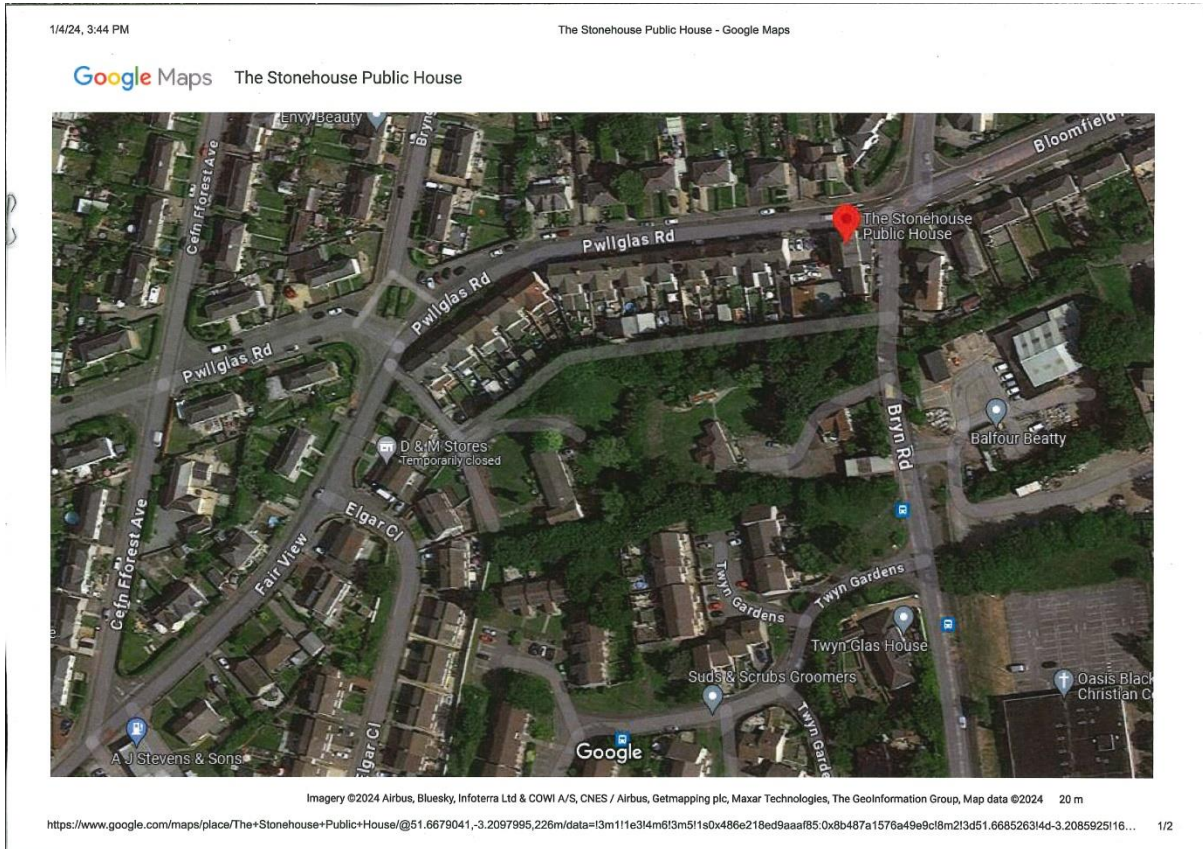 1/4/24, 3:44 PM
The Stonehouse Public House - Google Maps
Google Maps The Stonehouse Public House
Envy Beauty
Bryn
Cefn Fforest Ave
Bloomfield
The Stonehouse
Public House
Pwllglas Rd
Pwllglas Rd
Pwllglas Rd
Bryn Rd
D & M Stores
Temporarily closed
Balfour Beatty
Elgar Cl
Cefn Fforest Ave
Fair View
Twyn Gardens
Twyn Gardens
Twyn Glas House
Suds & Scrubs Groomers
Oasis Black
Christian C
Twyn Garde
Elgar Cl
A J Stevens & Sons
Google
Imagery ©2024 Airbus, Bluesky, Infoterra Ltd & COWI A/S, CNES / Airbus, Getmapping plc, Maxar Technologies, The GeoInformation Group, Map data ©2024 20 m
https://www.google.com/maps/place/The+Stonehouse+Public+House/@51.6679041,-3.2097995,226m/data=!3m1!1e3!4m6!3m5!1s0x486e218ed9aaaf85:0x8b487a1576a49e9c!8m2!3d51.6685263!4d-3.2085925!16... 1/2